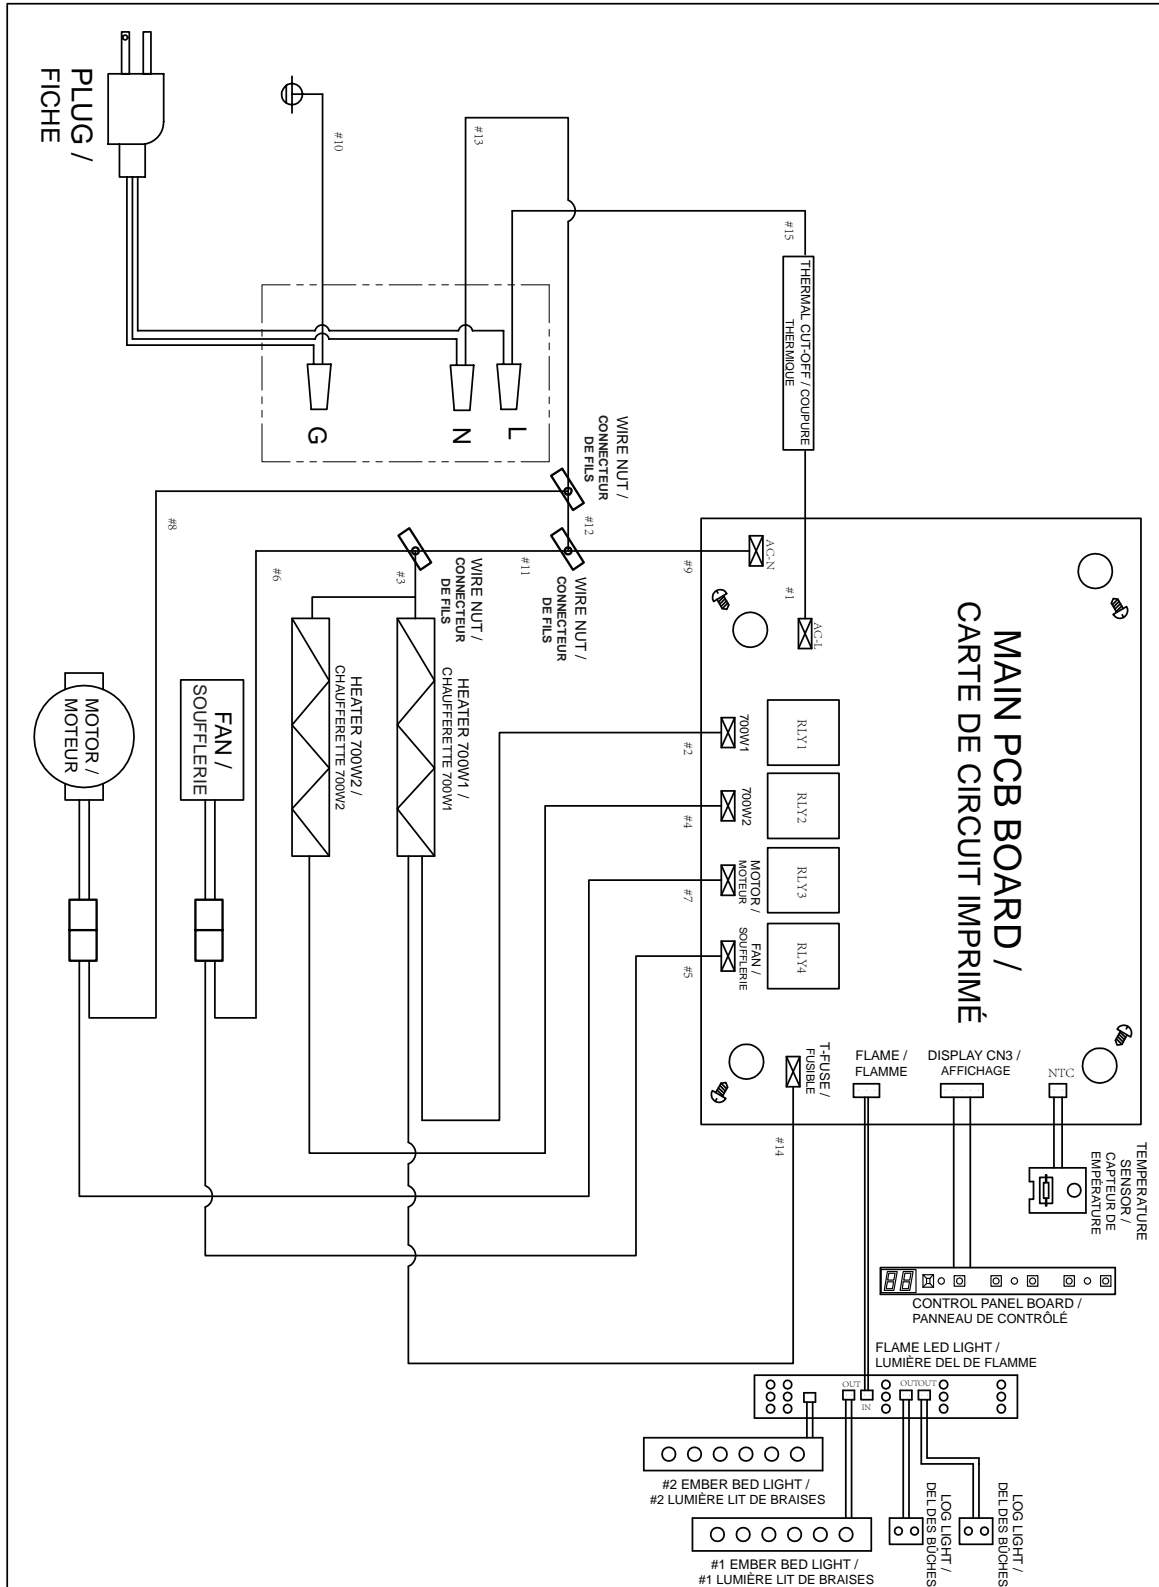 PLUG /
FICHE
#10
#13
#15
THERMAL CUT-OFF / COUPURE
THERMIQUE
G
N
L
WIRE NUT /
CONNECTEUR
DE FILS
#8
#12
#6
#3
WIRE NUT /
CONNECTEUR
DE FILS
#11
WIRE NUT /
CONNECTEUR
DE FILS
#9
#1
AC-N
AC-L
MAIN PCB BOARD /
CARTE DE CIRCUIT IMPRIMÉ
MOTOR /
MOTEUR
FAN /
SOUFFLERIE
HEATER 700W2 /
CHAUFFERETTE 700W2
HEATER 700W1 /
CHAUFFERETTE 700W1
#2
700W1
RLY1
#4
700W2
RLY2
#7
MOTOR /
MOTEUR
RLY3
#5
FAN /
SOUFFLERIE
RLY4
T-FUSE /
FUSIBLE
#14
FLAME /
FLAMME
DISPLAY CN3 /
AFFICHAGE
NTC
TEMPERATURE
SENSOR /
CAPTEUR DE
EMPÉRATURE
88
CONTROL PANEL BOARD /
PANNEAU DE CONTRÔLÉ
FLAME LED LIGHT /
LUMIÈRE DEL DE FLAMME
OUT
IN
OUT
OUT
#2 EMBER BED LIGHT /
#2 LUMIÈRE LIT DE BRAISES
#1 EMBER BED LIGHT /
#1 LUMIÈRE LIT DE BRAISES
LOG LIGHT /
DEL DES BÛCHES
LOG LIGHT /
DEL DES BÛCHES